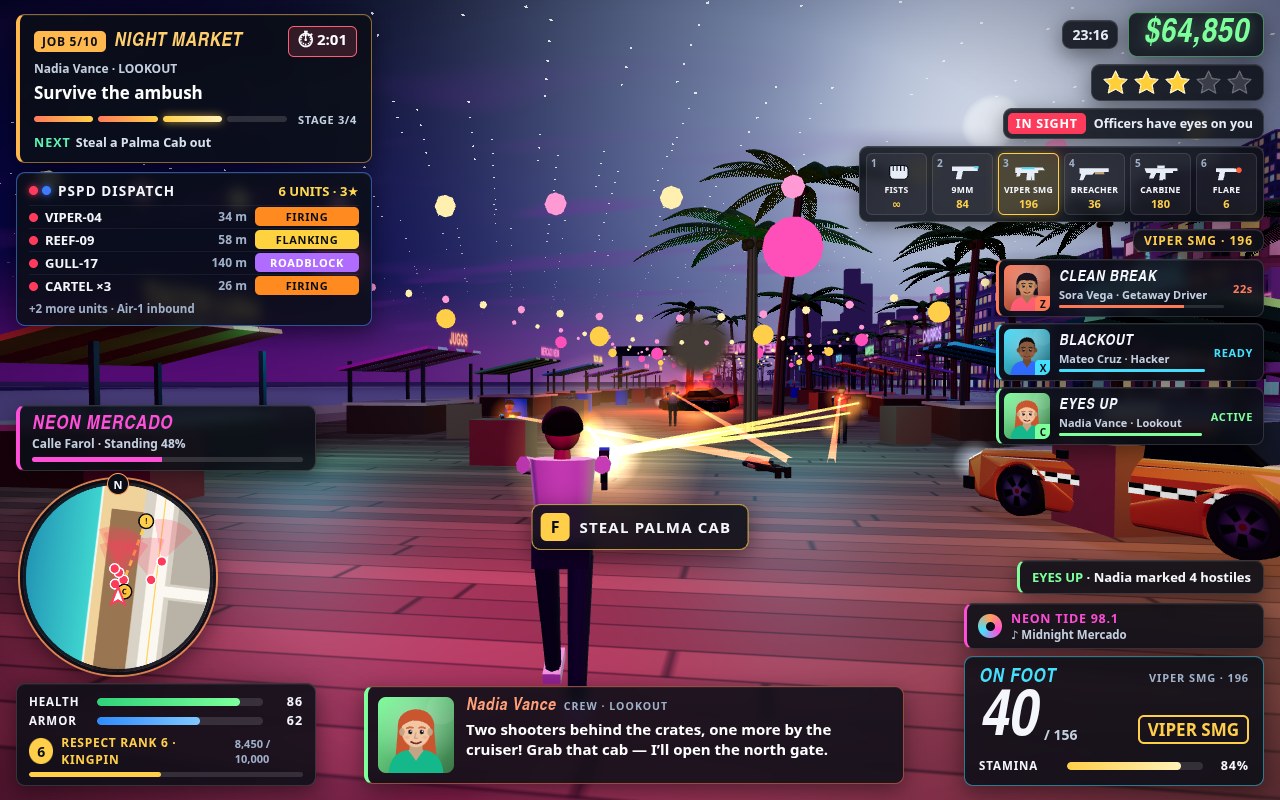 JOB 5/10 NIGHT MARKET 2:01
Nadia Vance · LOOKOUT
Survive the ambush
STAGE 3/4
NEXT Steal a Palma Cab out
PSPD DISPATCH 6 UNITS · 3★
VIPER-04 34 m FIRING
REEF-09 58 m FLANKING
GULL-17 140 m ROADBLOCK
CARTEL ×3 26 m FIRING
+2 more units · Air-1 inbound
23:16 $64,850
IN SIGHT Officers have eyes on you
1 2 3 4 5 6
FISTS 9MM VIPER SMG BREACHER CARBINE FLARE
∞ 84 196 36 180 6
VIPER SMG · 196
CLEAN BREAK
Sora Vega · Getaway Driver 22s
Z
BLACKOUT
Mateo Cruz · Hacker READY
X
EYES UP
Nadia Vance · Lookout ACTIVE
C
JUGOS
NEON MERCADO
Calle Farol · Standing 48%
N
!
C
F STEAL PALMA CAB
EYES UP · Nadia marked 4 hostiles
NEON TIDE 98.1
♪ Midnight Mercado
HEALTH 86
ARMOR 62
6 RESPECT RANK 6 · KINGPIN 8,450 / 10,000
Nadia Vance CREW · LOOKOUT
Two shooters behind the crates, one more by the
cruiser! Grab that cab — I'll open the north gate.
ON FOOT VIPER SMG · 196
40 / 156 VIPER SMG
STAMINA 84%